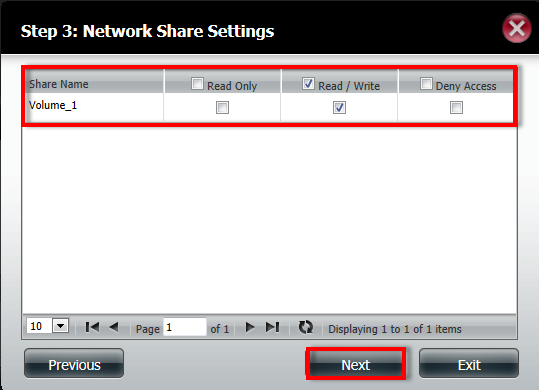 Step 3: Network Share Settings
Share Name Read Only Read / Write Deny Access
Volume_1
10 Page 1 of 1 Displaying 1 to 1 of 1 items
Previous Next Exit